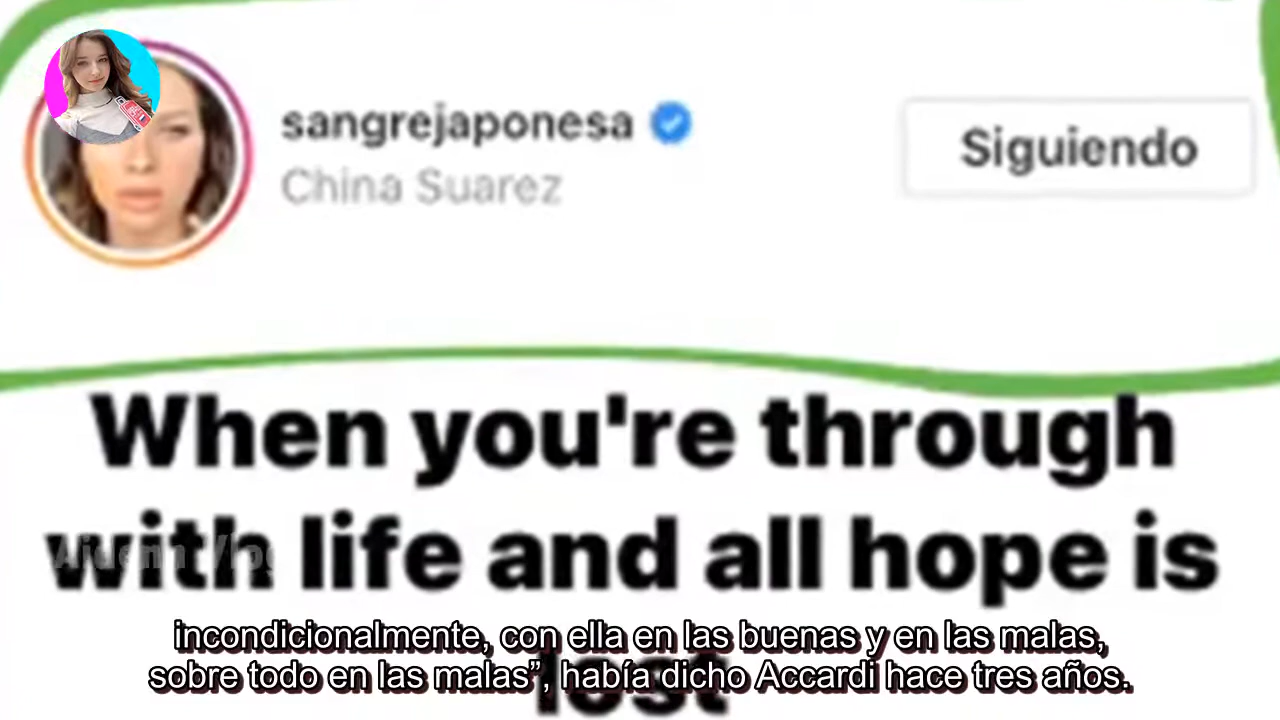 sangrejaponesa
China Suarez
Siguiendo
When you're through
with life and all hope is
lost
incondicionalmente, con ella en las buenas y en las malas,
sobre todo en las malas”, había dicho Accardi hace tres años.